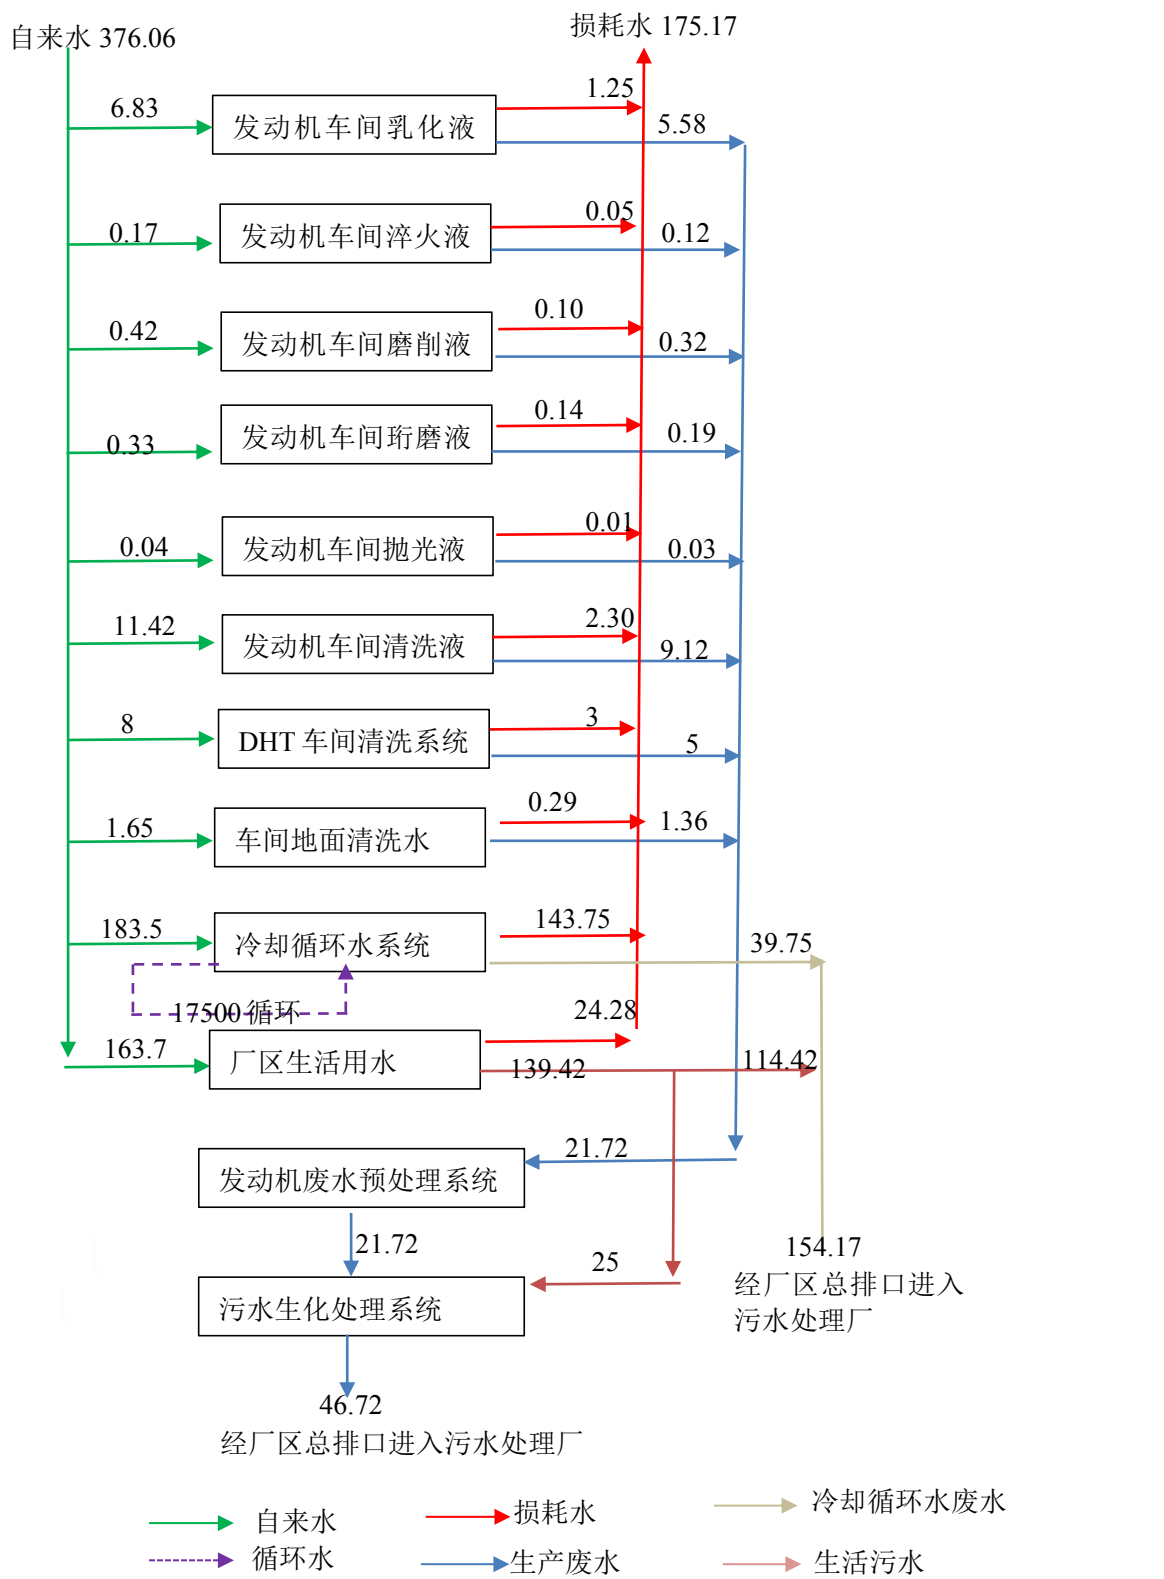 自来水 376.06
损耗水 175.17
6.83
发动机车间乳化液
1.25
5.58
0.17
发动机车间淬火液
0.05
0.12
0.42
发动机车间磨削液
0.10
0.32
0.33
发动机车间珩磨液
0.14
0.19
0.04
发动机车间抛光液
0.01
0.03
11.42
发动机车间清洗液
2.30
9.12
8
DHT 车间清洗系统
3
5
1.65
车间地面清洗水
0.29
1.36
183.5
冷却循环水系统
143.75
39.75
17500 循环
163.7
厂区生活用水
24.28
139.42
114.42
发动机废水预处理系统
21.72
21.72
污水生化处理系统
25
154.17
经厂区总排口进入
污水处理厂
46.72
经厂区总排口进入污水处理厂
自来水
损耗水
冷却循环水废水
循环水
生产废水
生活污水